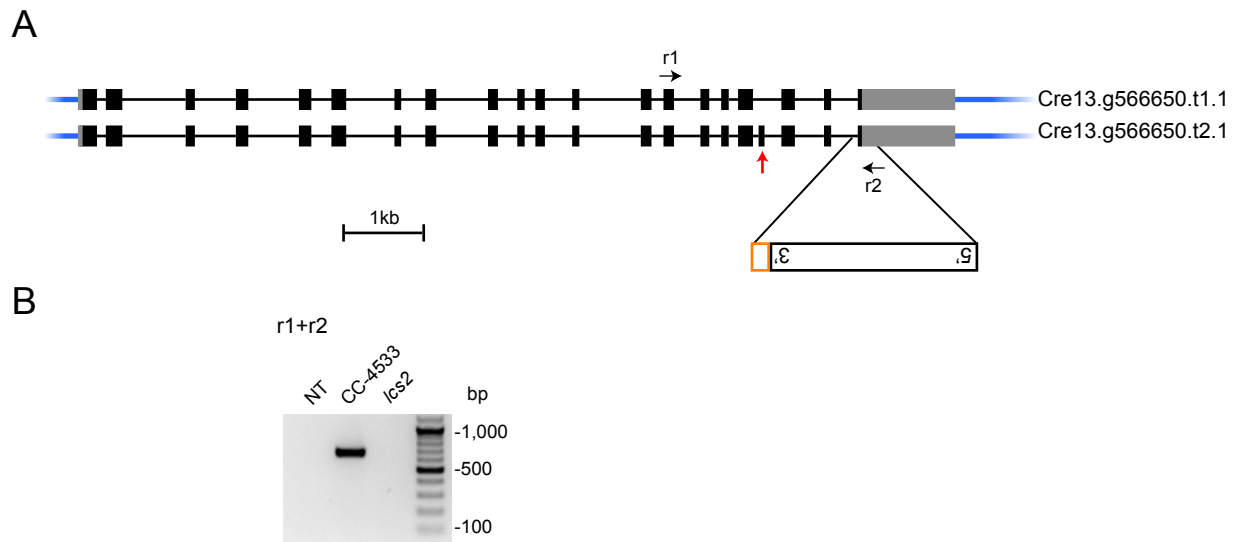 A
r1
Cre13.g566650.t1.1
Cre13.g566650.t2.1
r2
1kb
3’
5’
B
r1+r2
NT
CC-4533
lcs2
bp
-1,000
-500
-100